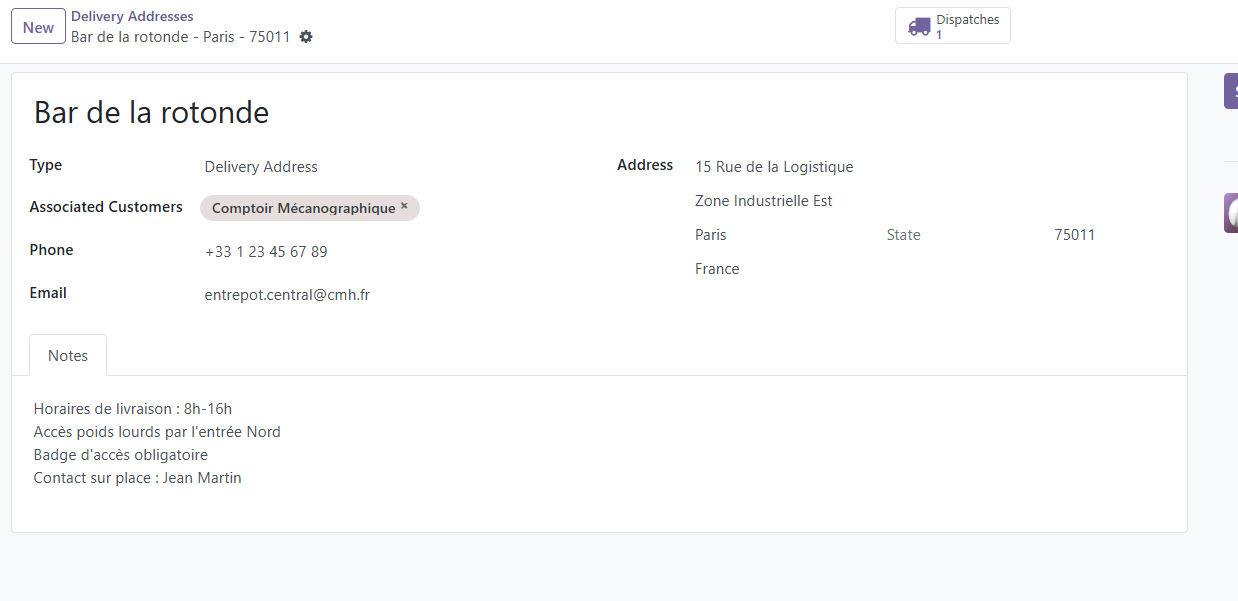 New
Delivery Addresses
Bar de la rotonde - Paris - 75011
Dispatches
1
Bar de la rotonde
Type
Delivery Address
Associated Customers
Comptoir Mécanographique ×
Phone
+33 1 23 45 67 89
Email
entrepot.central@cmh.fr
Address
15 Rue de la Logistique
Zone Industrielle Est
Paris State 75011
France
Notes
Horaires de livraison : 8h-16h
Accès poids lourds par l'entrée Nord
Badge d'accès obligatoire
Contact sur place : Jean Martin